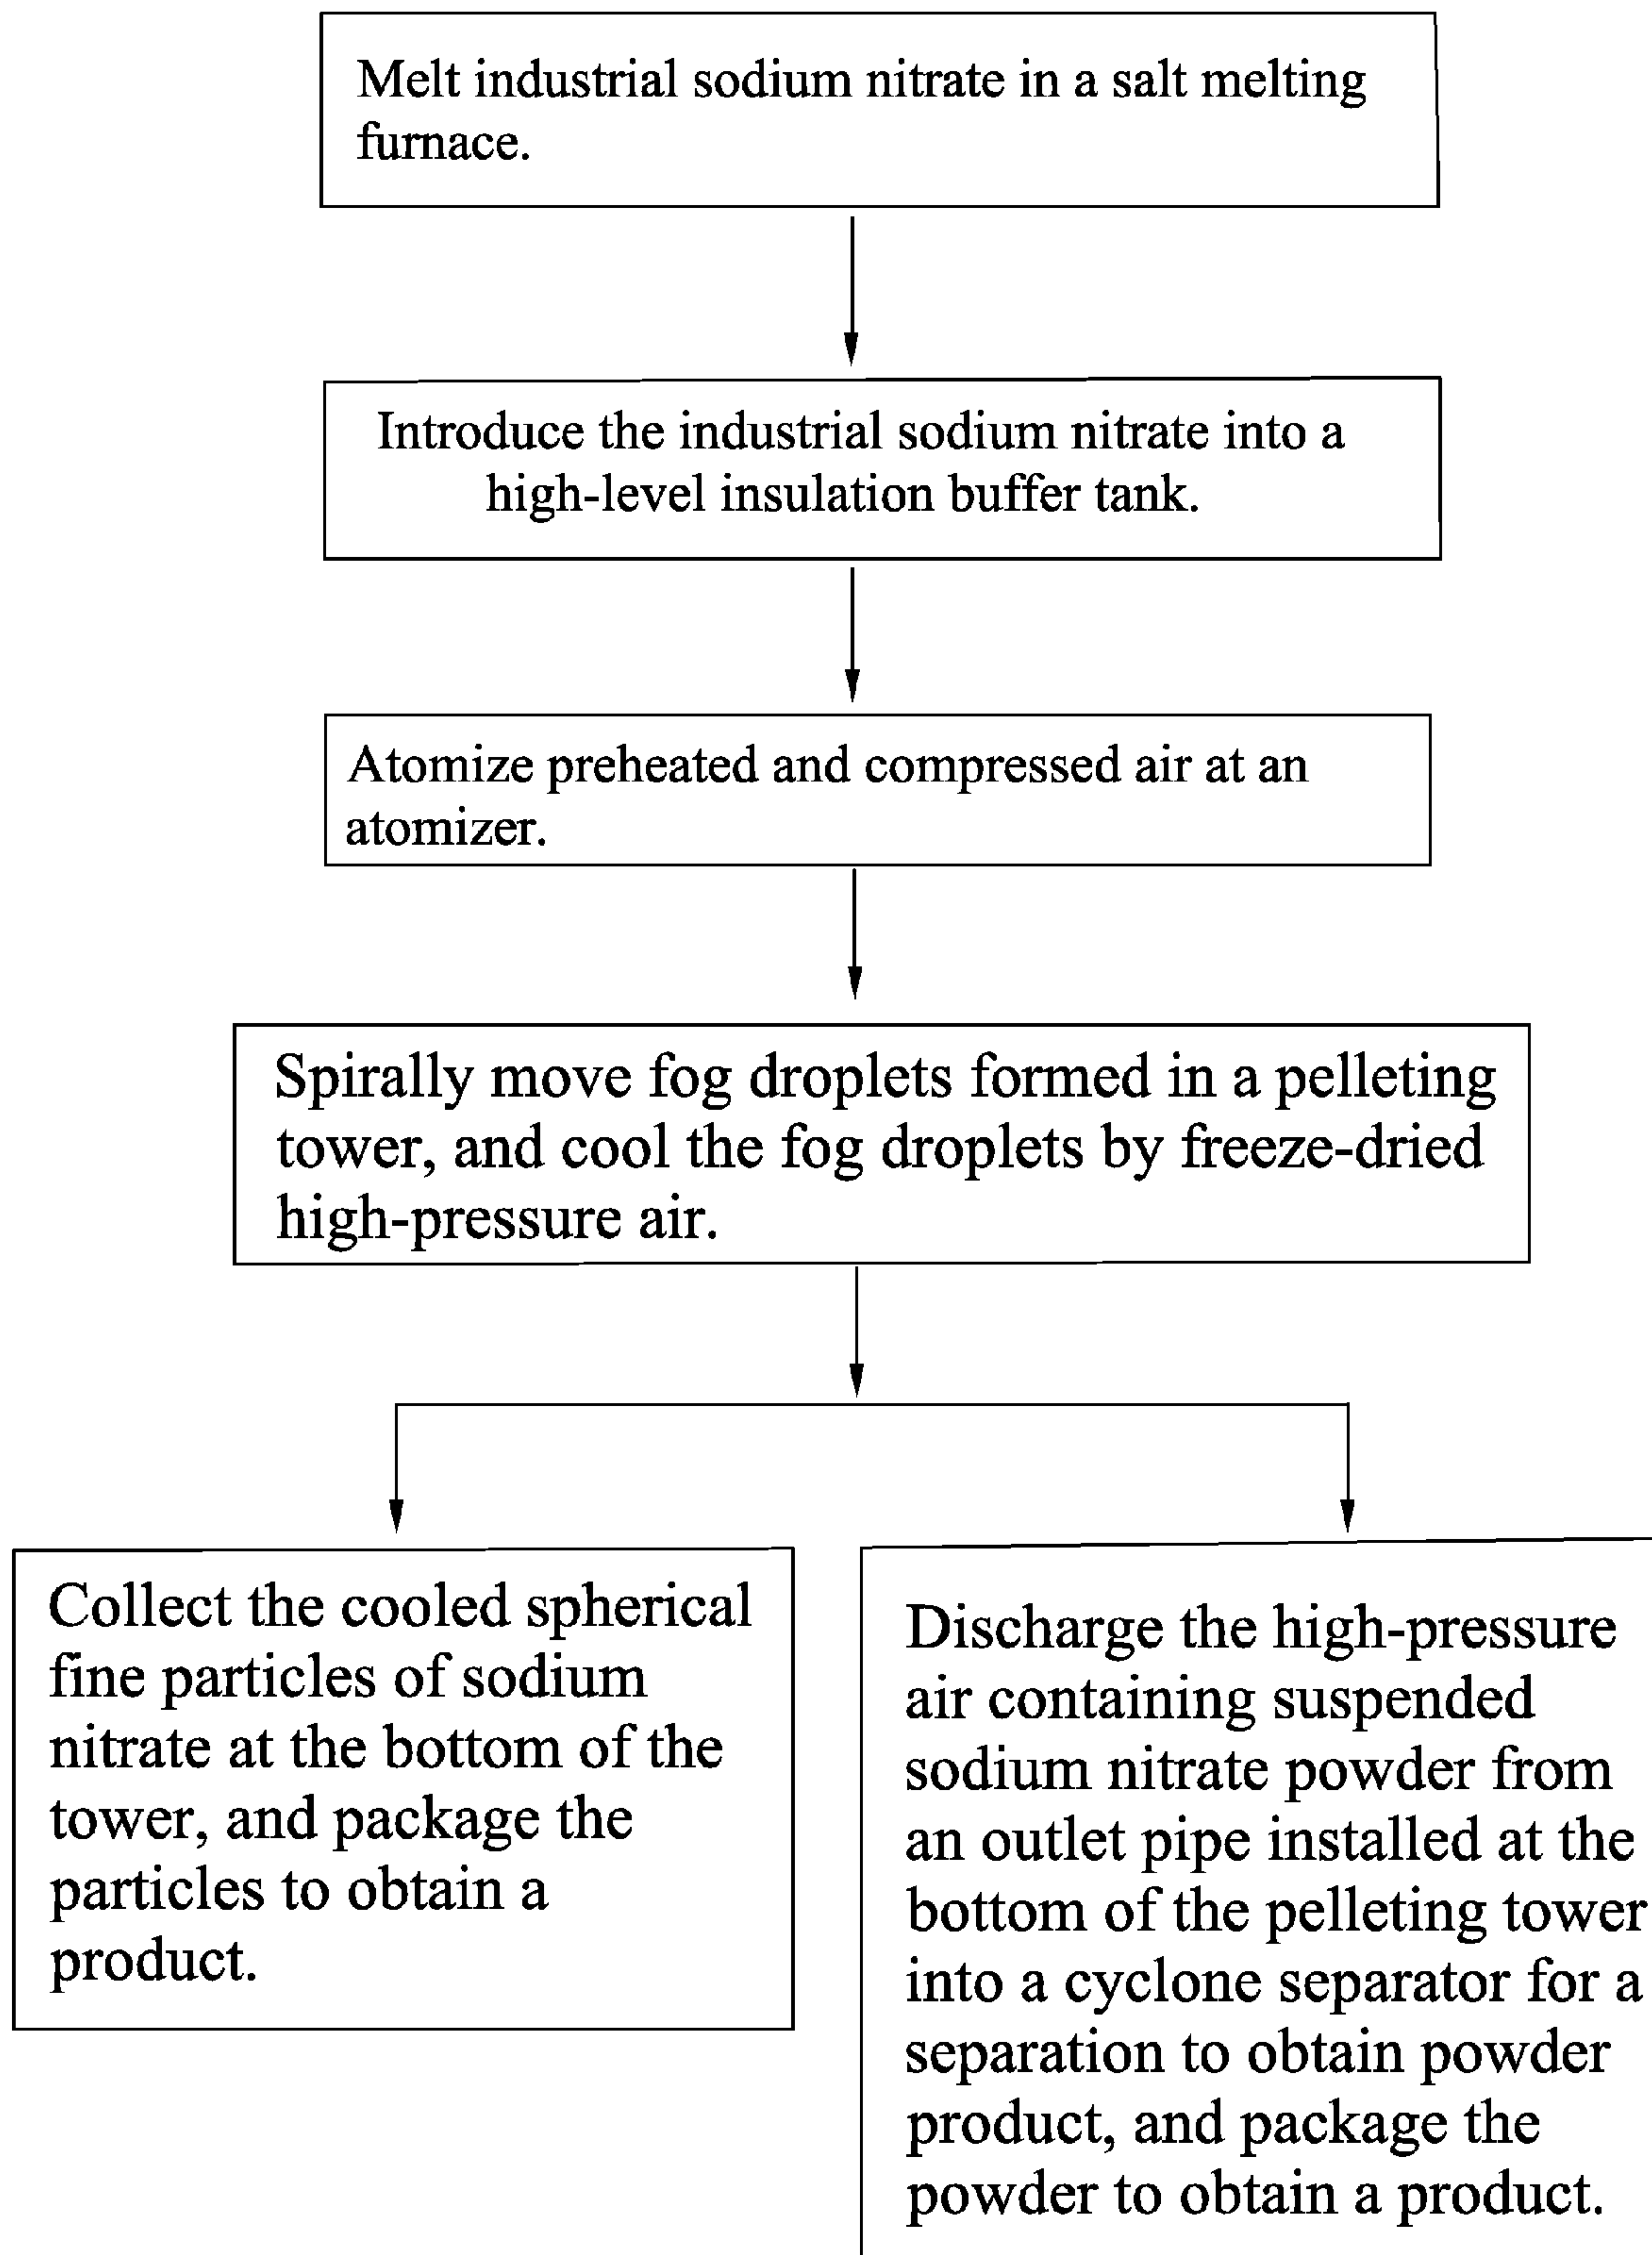 Melt industrial sodium nitrate in a salt melting
furnace.
Introduce the industrial sodium nitrate into a
high-level insulation buffer tank.
Atomize preheated and compressed air at an
atomizer.
Spirally move fog droplets formed in a pelleting
tower, and cool the fog droplets by freeze-dried
high-pressure air.
Collect the cooled spherical
fine particles of sodium
nitrate at the bottom of the
tower, and package the
particles to obtain a
product.
Discharge the high-pressure
air containing suspended
sodium nitrate powder from
an outlet pipe installed at the
bottom of the pelleting tower
into a cyclone separator for a
separation to obtain powder
product, and package the
powder to obtain a product.